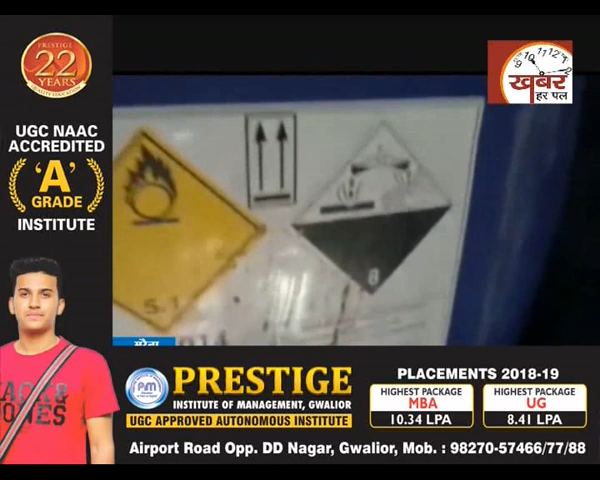 PRESTIGE
22
YEARS
UGC NAAC
ACCREDITED
'A'
GRADE
INSTITUTE
खबर
हर पल
5.1
8
मुरैना
PRESTIGE
INSTITUTE OF MANAGEMENT, GWALIOR
UGC APPROVED AUTONOMOUS INSTITUTE
PLACEMENTS 2018-19
HIGHEST PACKAGE
MBA
10.34 LPA
HIGHEST PACKAGE
UG
8.41 LPA
Airport Road Opp. DD Nagar, Gwalior, Mob. : 98270-57466/77/88